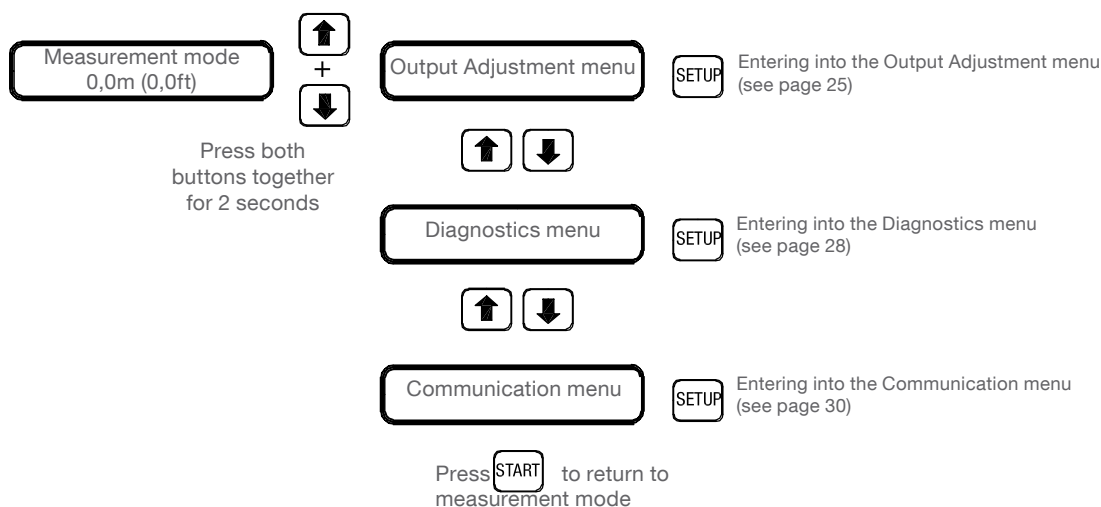 Measurement mode
0,0m (0,0ft)
+
Press both
buttons together
for 2 seconds
Output Adjustment menu
SETUP
Entering into the Output Adjustment menu
(see page 25)
Diagnostics menu
SETUP
Entering into the Diagnostics menu
(see page 28)
Communication menu
SETUP
Entering into the Communication menu
(see page 30)
Press START to return to
measurement mode